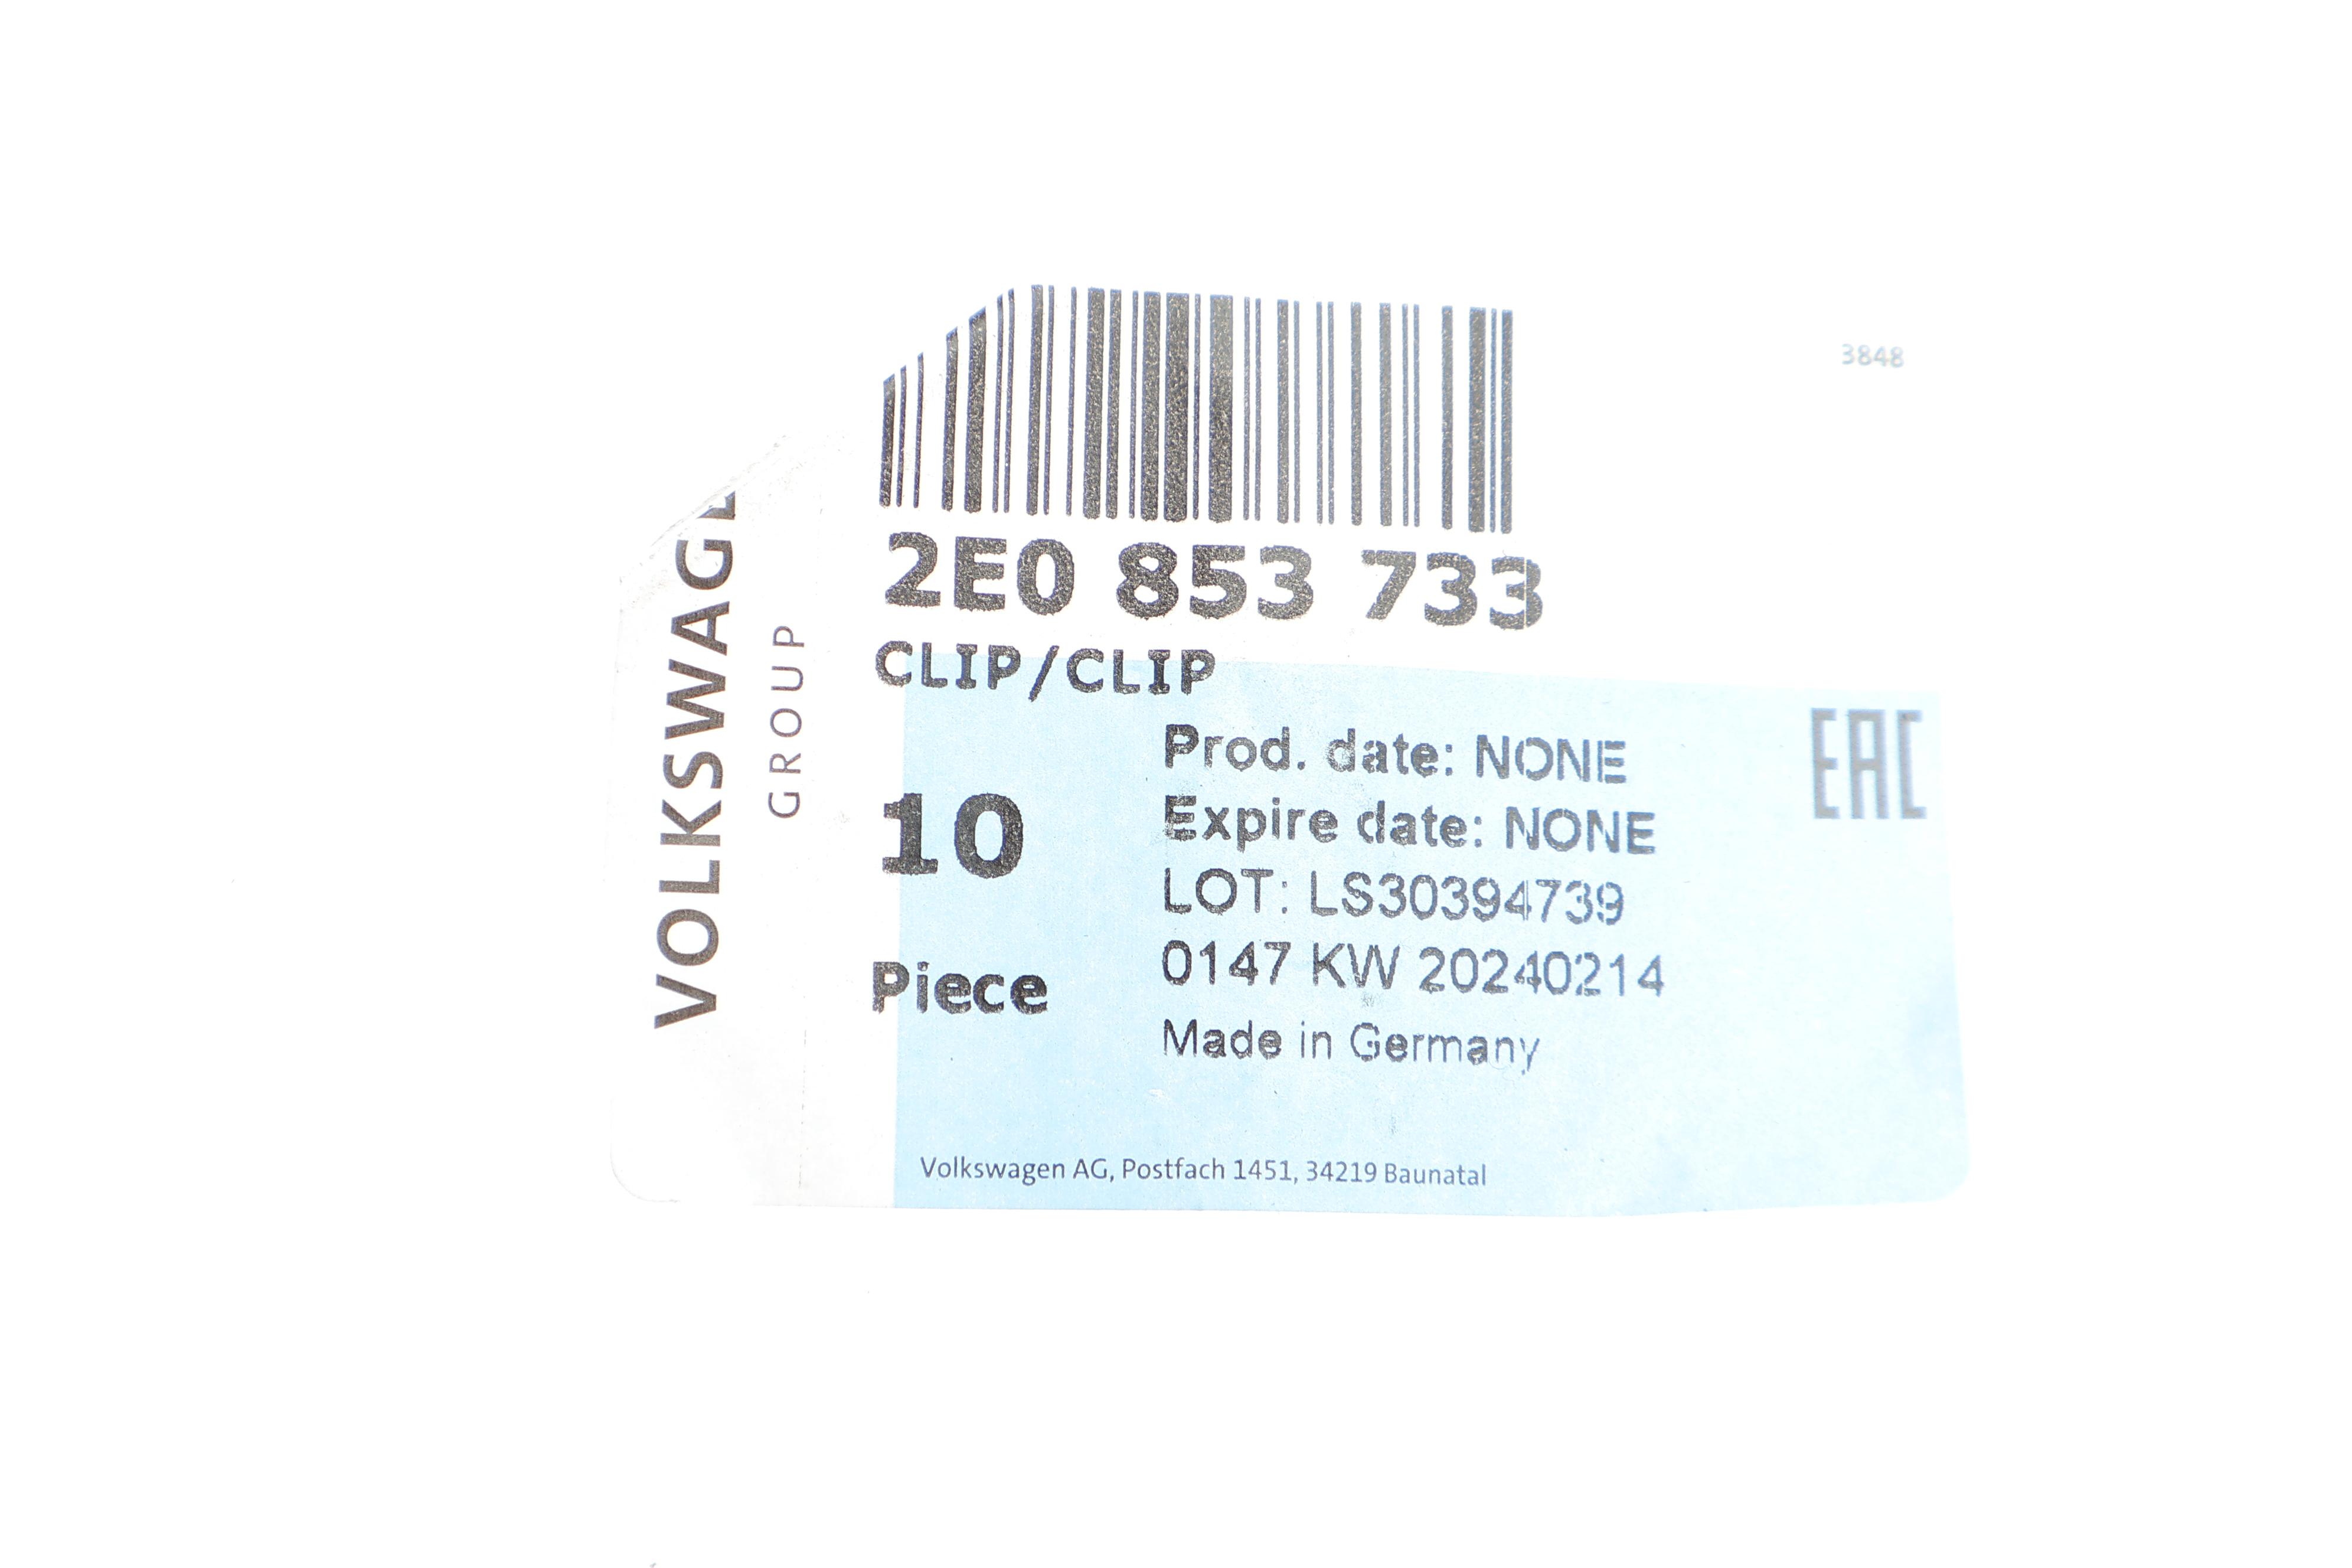 3848
2E0 853 733
CLIP/CLIP
10
Piece
Prod. date: NONE
Expire date: NONE
LOT: LS30394739
0147 KW 20240214
Made in Germany
EAC
Volkswagen AG, Postfach 1451, 34219 Baunatal
GROUP